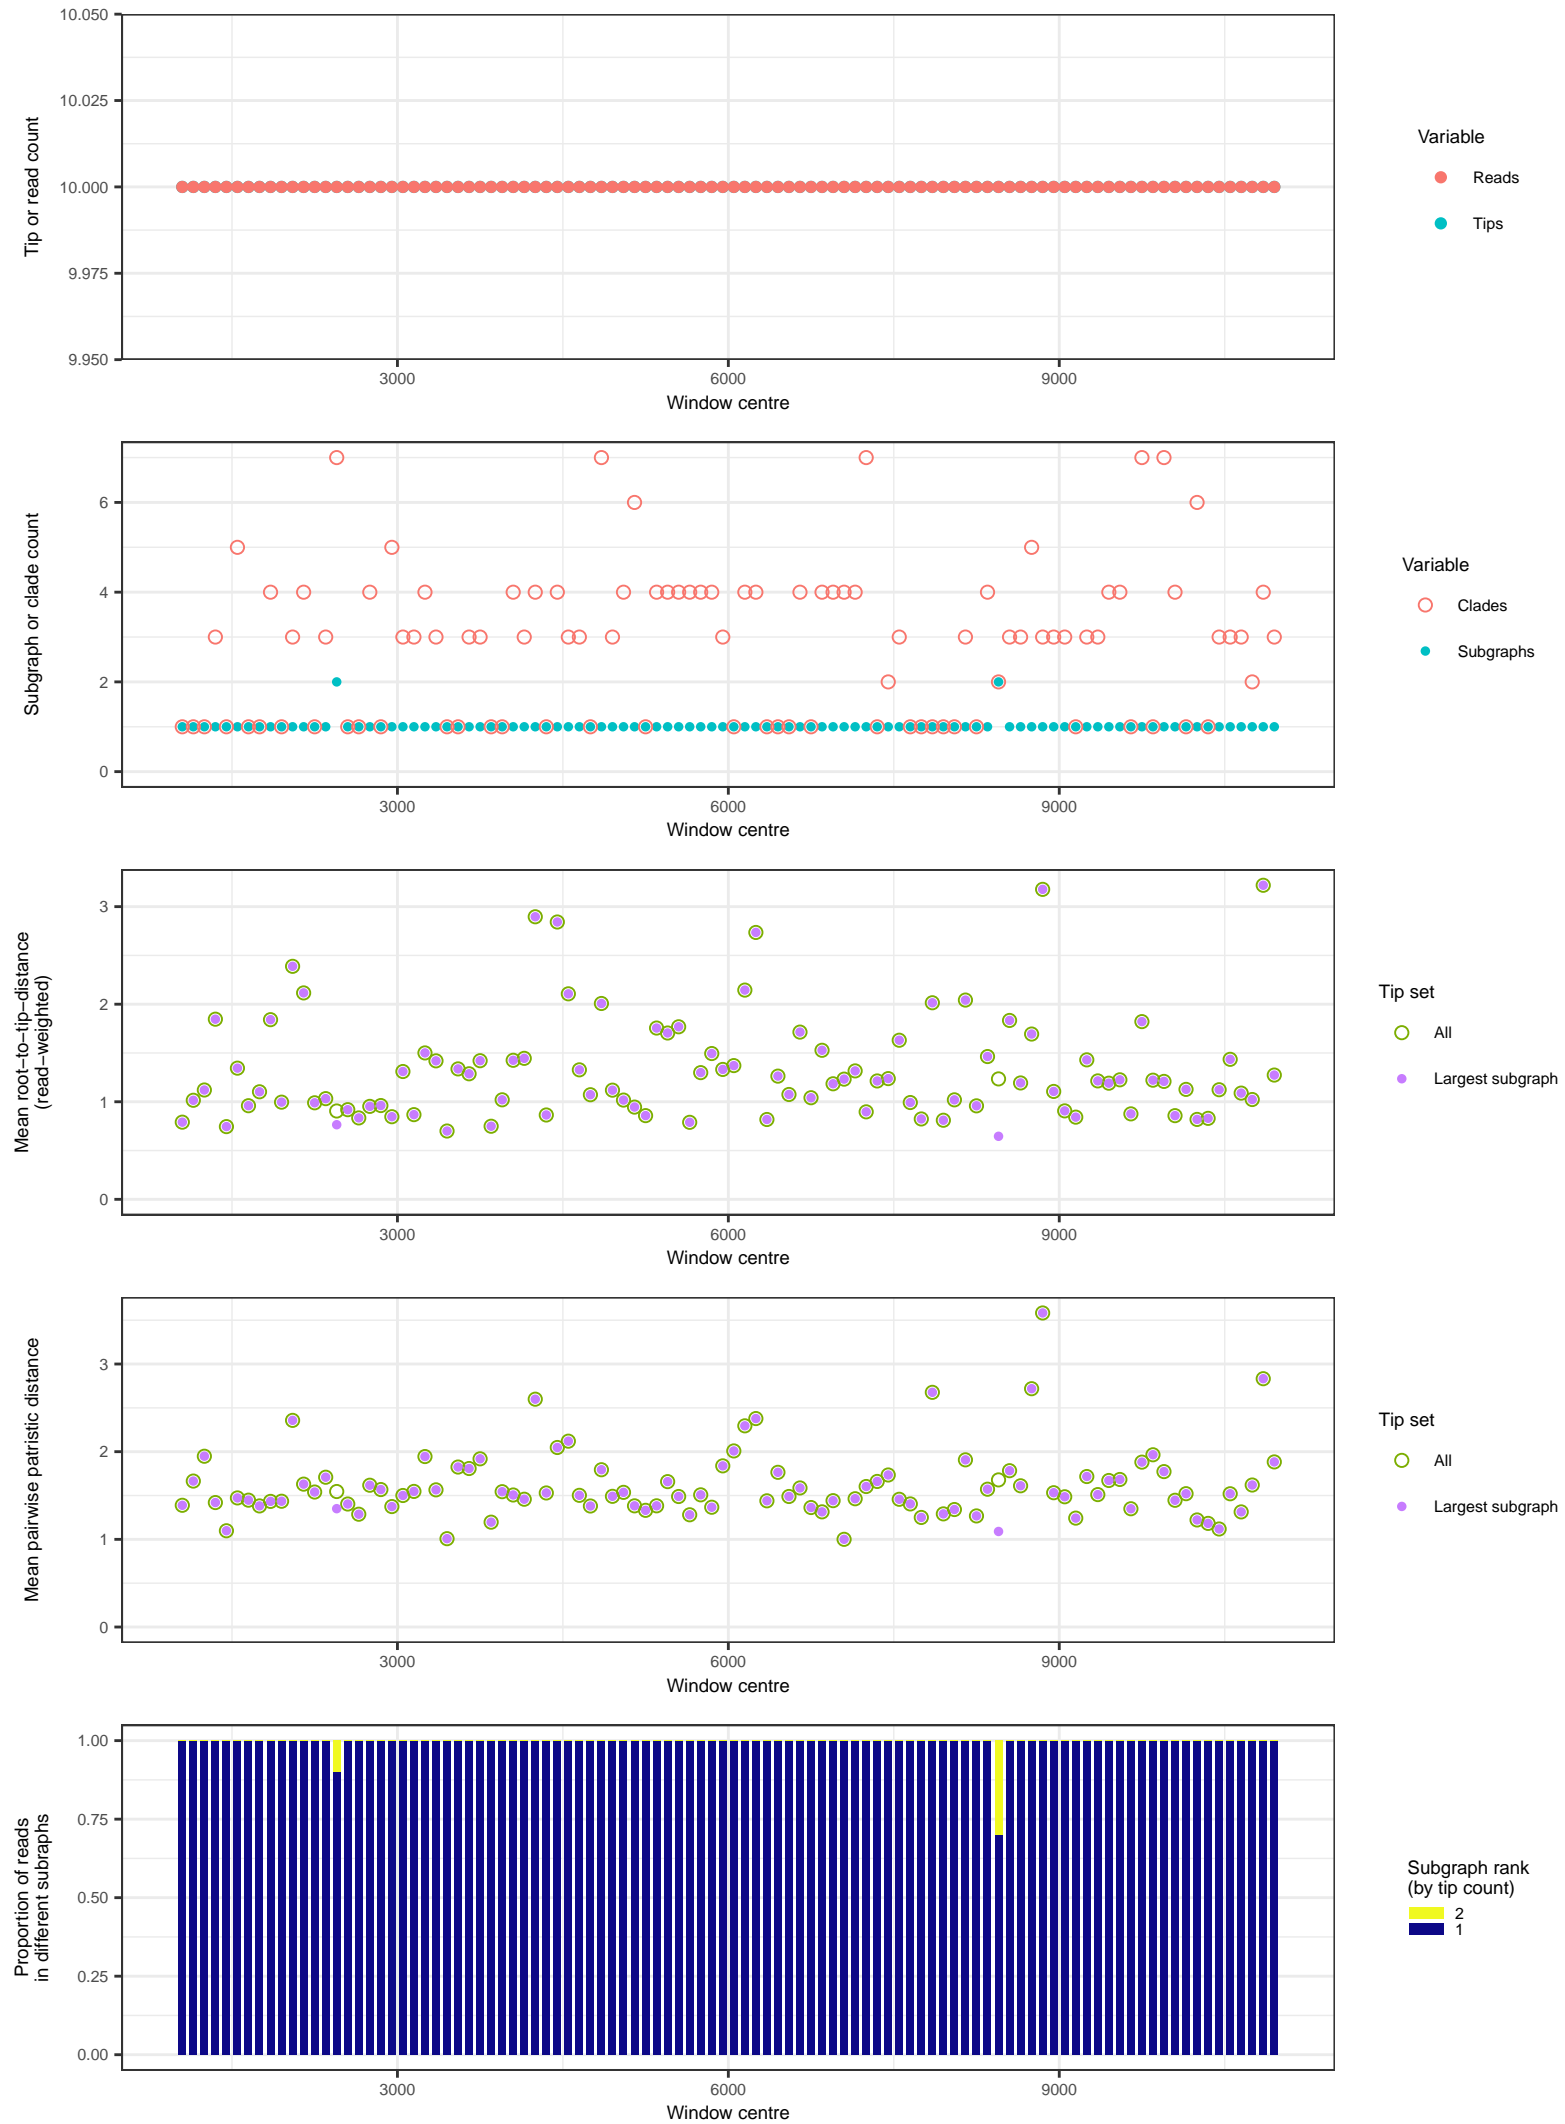 10.050
10.025
10.000
9.975
9.950
Tip or read count
3000
6000
9000
Window centre
Variable
Reads
Tips
6
4
2
0
Subgraph or clade count
3000
6000
9000
Window centre
Variable
Clades
Subgraphs
3
2
1
0
Mean root−to−tip−distance
(read−weighted)
3000
6000
9000
Window centre
Tip set
All
Largest subgraph
3
2
1
0
Mean pairwise patristic distance
3000
6000
9000
Window centre
Tip set
All
Largest subgraph
1.00
0.75
0.50
0.25
0.00
Proportion of reads
in different subraphs
3000
6000
9000
Window centre
Subgraph rank
(by tip count)
2
1